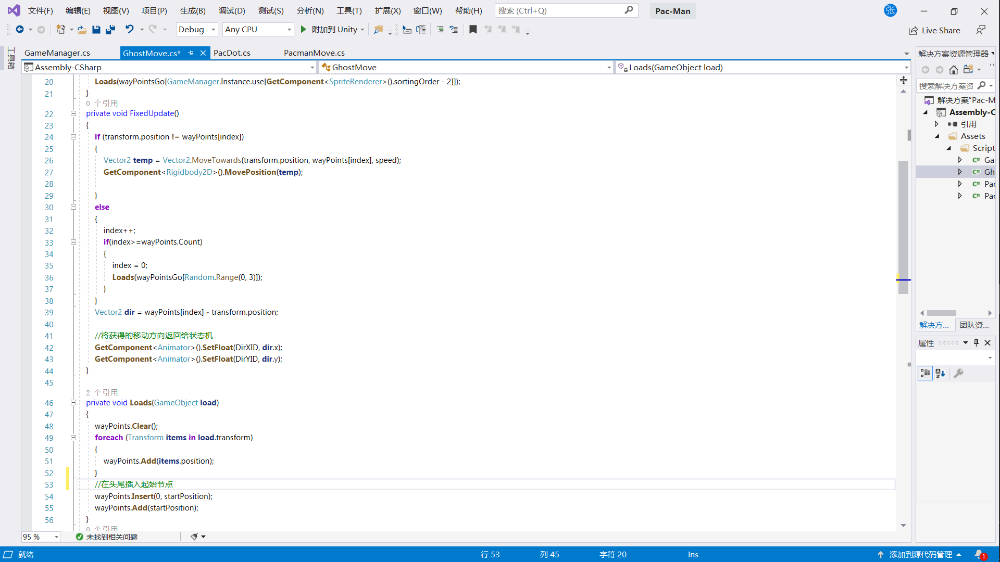 文件(F) 编辑(E) 视图(V) 项目(P) 生成(B) 调试(D) 测试(S) 分析(N) 工具(T) 扩展(X) 窗口(W) 帮助(H) 搜索 (Ctrl+Q) Pac-Man 张
Debug Any CPU 附加到 Unity Live Share
工具箱
GameManager.cs GhostMove.cs* PacDot.cs PacmanMove.cs
Assembly-CSharp GhostMove Loads(GameObject load)
20 Loads(wayPointsGo[GameManager.Instance.use[GetComponent<SpriteRenderer>().sortingOrder - 2]]);
21 }
0 个引用
22 private void FixedUpdate()
23 {
24 if (transform.position != wayPoints[index])
25 {
26 Vector2 temp = Vector2.MoveTowards(transform.position, wayPoints[index], speed);
27 GetComponent<Rigidbody2D>().MovePosition(temp);
28
29 }
30 else
31 {
32 index++;
33 if(index>=wayPoints.Count)
34 {
35 index = 0;
36 Loads(wayPointsGo[Random.Range(0, 3)]);
37 }
38 }
39 Vector2 dir = wayPoints[index] - transform.position;
40
41 //将获得的移动方向返回给状态机
42 GetComponent<Animator>().SetFloat(DirXID, dir.x);
43 GetComponent<Animator>().SetFloat(DirYID, dir.y);
44 }
45
2 个引用
46 private void Loads(GameObject load)
47 {
48 wayPoints.Clear();
49 foreach (Transform items in load.transform)
50 {
51 wayPoints.Add(items.position);
52 }
53 //在头尾插入起始节点
54 wayPoints.Insert(0, startPosition);
55 wayPoints.Add(startPosition);
56 }
0 个引用
95 % 未找到相关问题
解决方案资源管理器
搜索解决方案资
解决方案"Pac-M
Assembly-C
引用
Assets
Script
C# Gar
C# Gh
C# Pac
C# Pac
解决方... 团队资...
属性
就绪 行 53 列 45 字符 20 Ins 添加到源代码管理 1